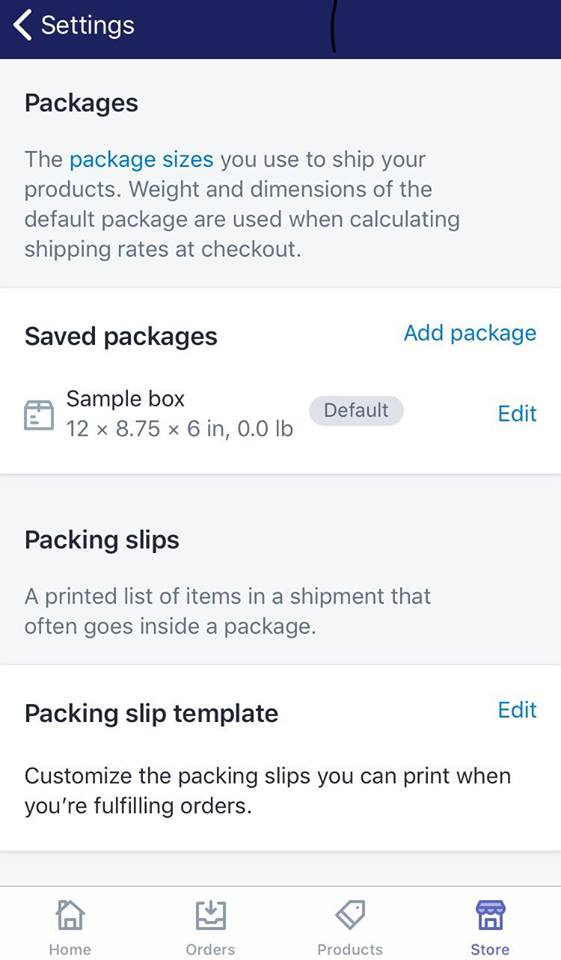 Settings
Packages
The package sizes you use to ship your
products. Weight and dimensions of the
default package are used when calculating
shipping rates at checkout.
Saved packages
Add package
Sample box
12 × 8.75 × 6 in, 0.0 lb
Default
Edit
Packing slips
A printed list of items in a shipment that
often goes inside a package.
Packing slip template
Edit
Customize the packing slips you can print when
you’re fulfilling orders.
Home
Orders
Products
Store